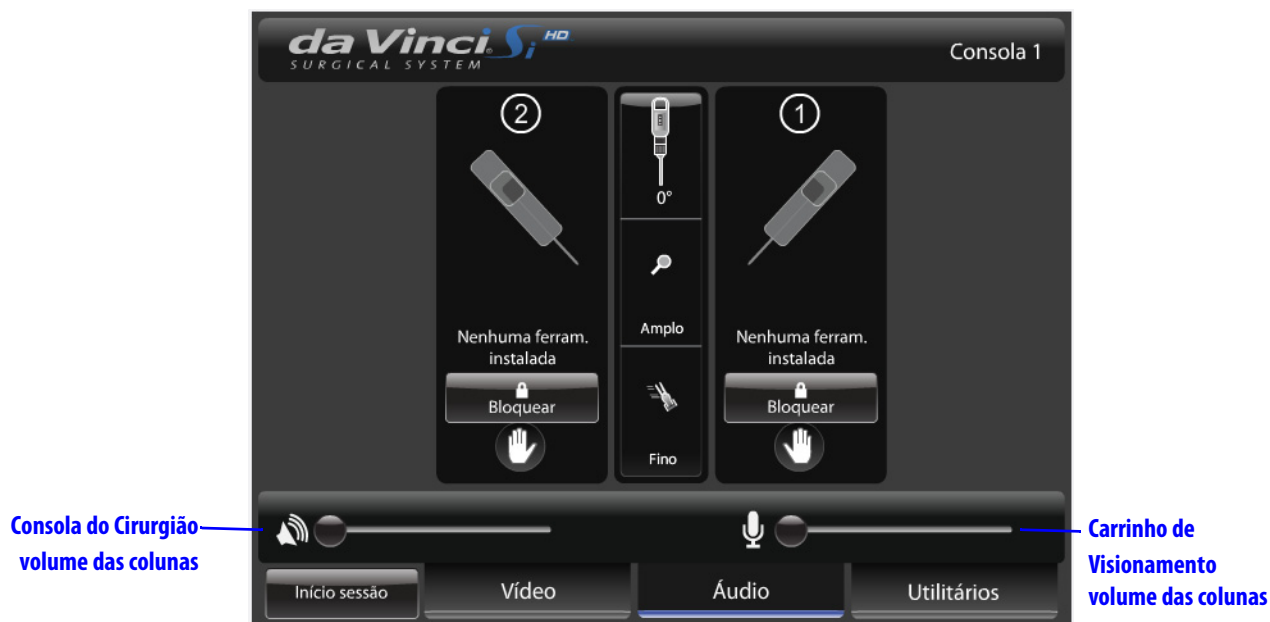 da Vinci. Si HD
SURGICAL SYSTEM
Consola 1
2
Nenhuma ferram.
instalada
Bloquear
0°
Amplo
Fino
1
Nenhuma ferram.
instalada
Bloquear
Consola do Cirurgião
volume das colunas
Carrinho de
Visionamento
volume das colunas
Início sessão
Vídeo
Áudio
Utilitários